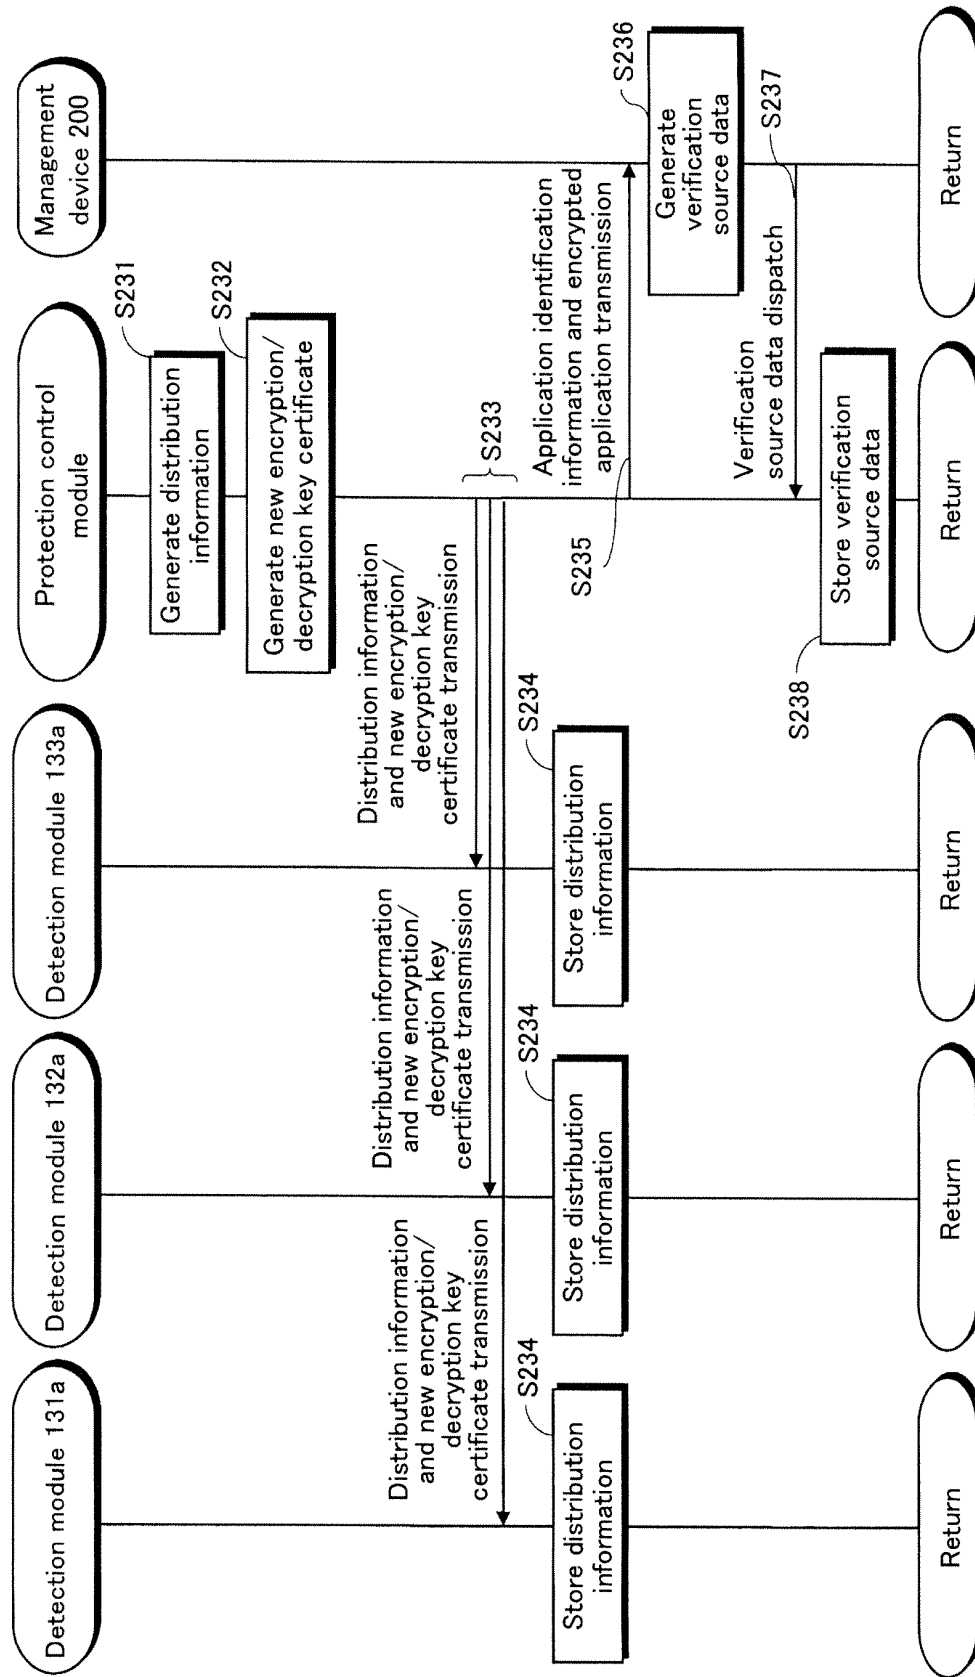 Detection module 131a
Detection module 132a
Detection module 133a
Protection control
module
Management
device 200
S231
Generate distribution
information
S232
Generate new encryption/
decryption key certificate
S233
Distribution information
and new encryption/
decryption key
certificate transmission
Distribution information
and new encryption/
decryption key
certificate transmission
Distribution information
and new encryption/
decryption key
certificate transmission
S234
Store distribution
information
S234
Store distribution
information
S234
Store distribution
information
S235
Application identification
information and encrypted
application transmission
S236
Generate
verification
source data
S237
Verification
source data dispatch
S238
Store verification
source data
Return
Return
Return
Return
Return